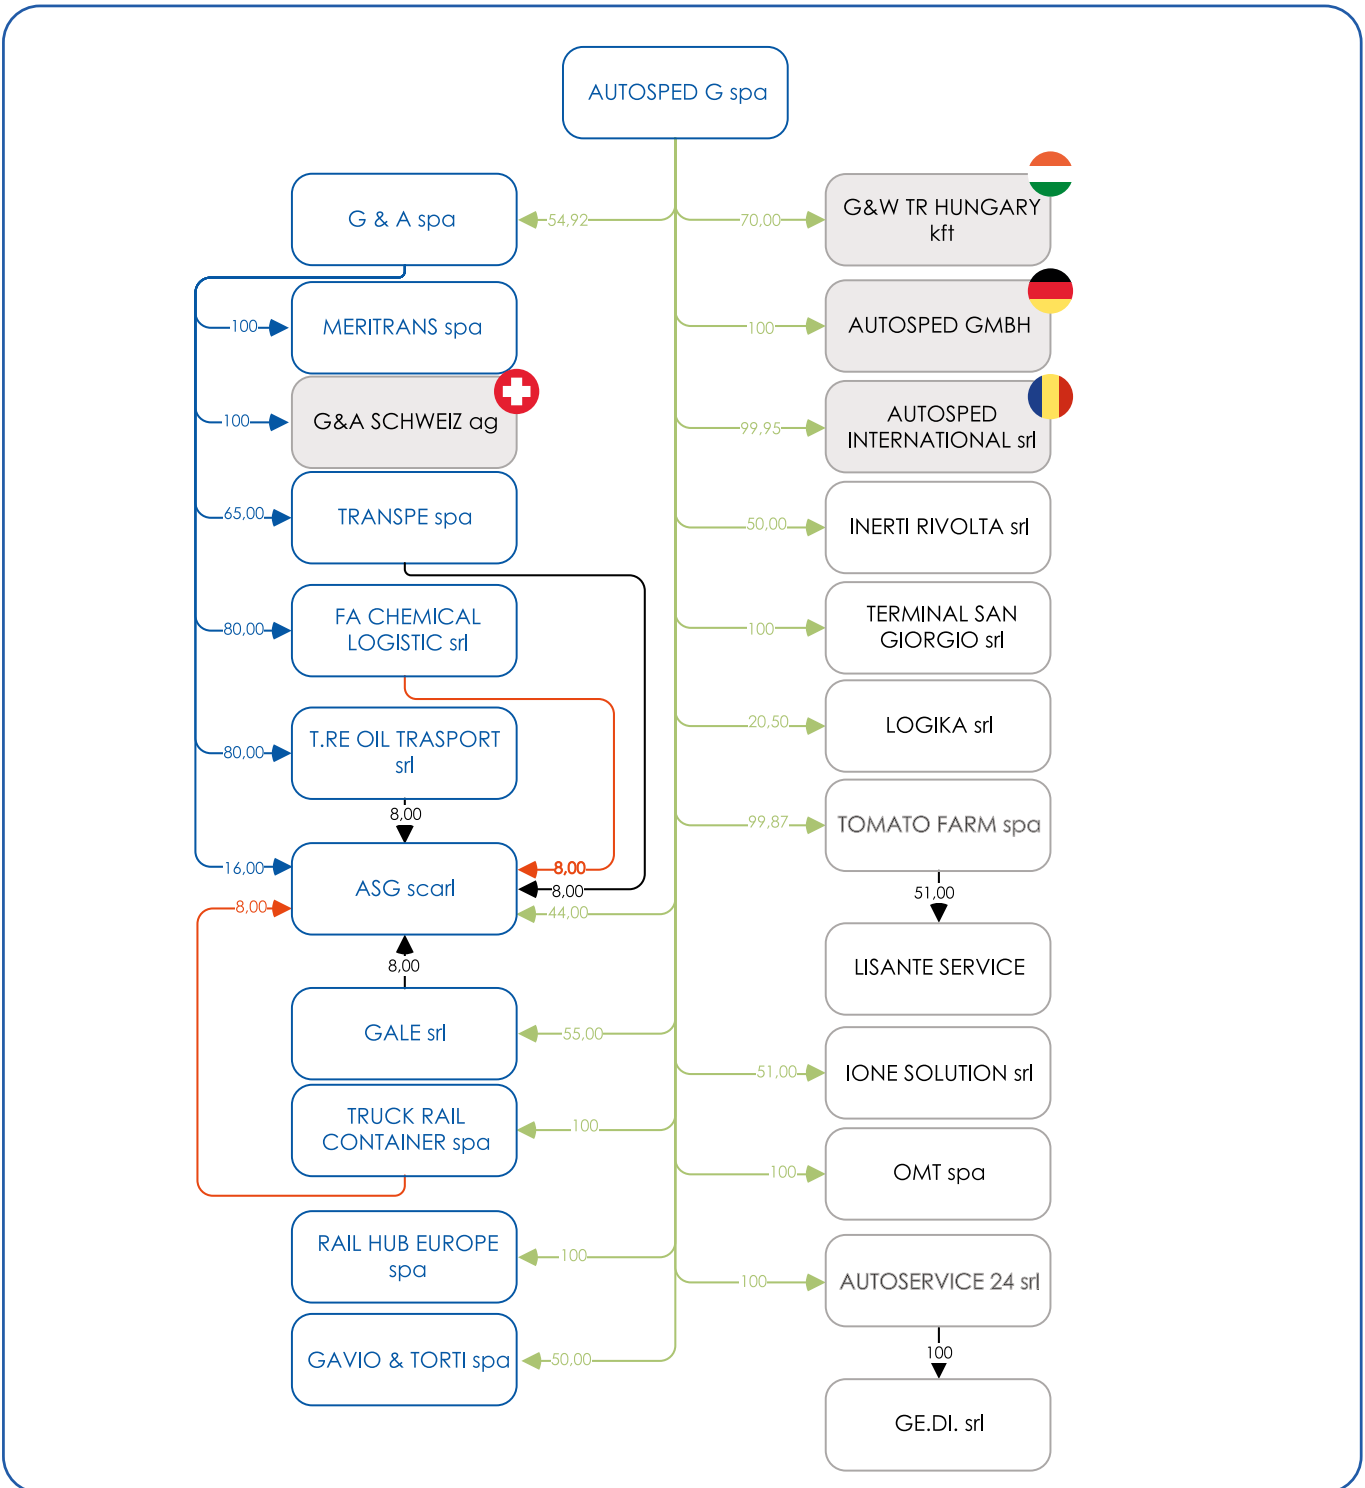 AUTOSPED G spa
G & A spa
54,92
70,00
G&W TR HUNGARY
kft
100
MERITRANS spa
100
AUTOSPED GMBH
100
G&A SCHWEIZ ag
99,95
AUTOSPED
INTERNATIONAL srl
65,00
TRANSPE spa
50,00
INERTI RIVOLTA srl
80,00
FA CHEMICAL
LOGISTIC srl
100
TERMINAL SAN
GIORGIO srl
80,00
T.RE OIL TRASPORT
srl
20,50
LOGIKA srl
8,00
99,87
TOMATO FARM spa
16,00
ASG scarl
8,00
8,00
8,00
44,00
51,00
8,00
LISANTE SERVICE
GALE srl
55,00
51,00
IONE SOLUTION srl
TRUCK RAIL
CONTAINER spa
100
100
OMT spa
RAIL HUB EUROPE
spa
100
100
AUTOSERVICE 24 srl
GAVIO & TORTI spa
50,00
100
GE.DI. srl